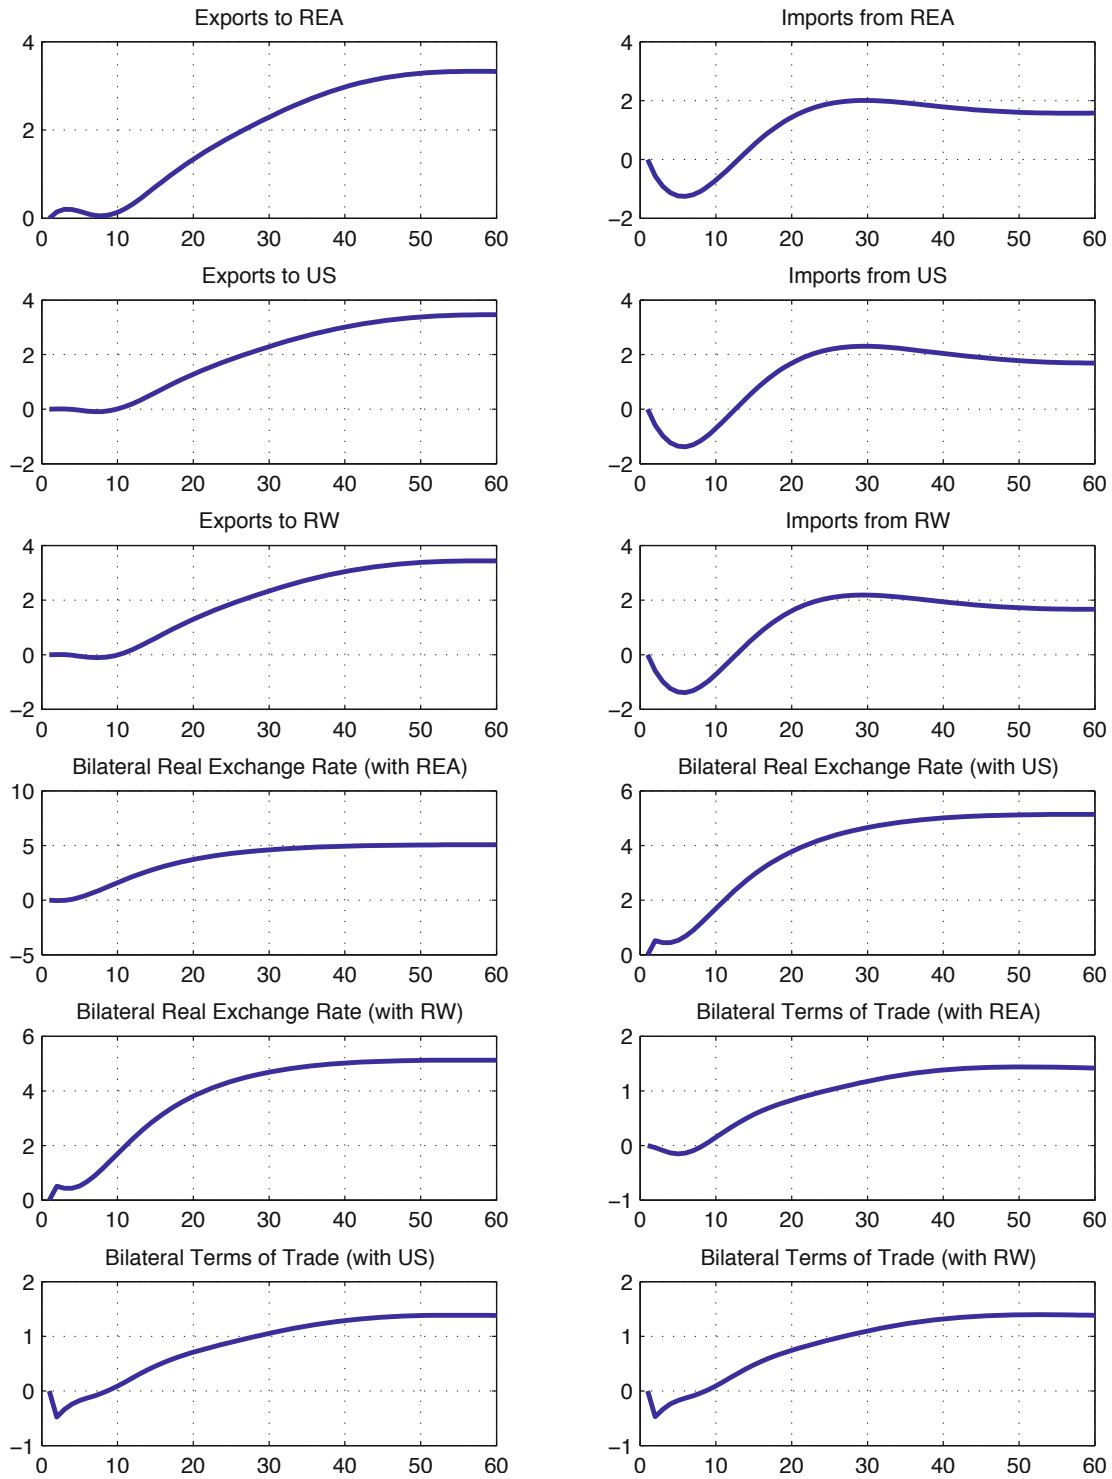 Exports to REA
4
2
0
0 10 20 30 40 50 60
Imports from REA
4
2
0
−2
0 10 20 30 40 50 60
Exports to US
4
2
0
−2
0 10 20 30 40 50 60
Imports from US
4
2
0
−2
0 10 20 30 40 50 60
Exports to RW
4
2
0
−2
0 10 20 30 40 50 60
Imports from RW
4
2
0
−2
0 10 20 30 40 50 60
Bilateral Real Exchange Rate (with REA)
10
5
0
−5
0 10 20 30 40 50 60
Bilateral Real Exchange Rate (with US)
6
4
2
0
0 10 20 30 40 50 60
Bilateral Real Exchange Rate (with RW)
6
4
2
0
0 10 20 30 40 50 60
Bilateral Terms of Trade (with REA)
2
1
0
−1
0 10 20 30 40 50 60
Bilateral Terms of Trade (with US)
2
1
0
−1
0 10 20 30 40 50 60
Bilateral Terms of Trade (with RW)
2
1
0
−1
0 10 20 30 40 50 60